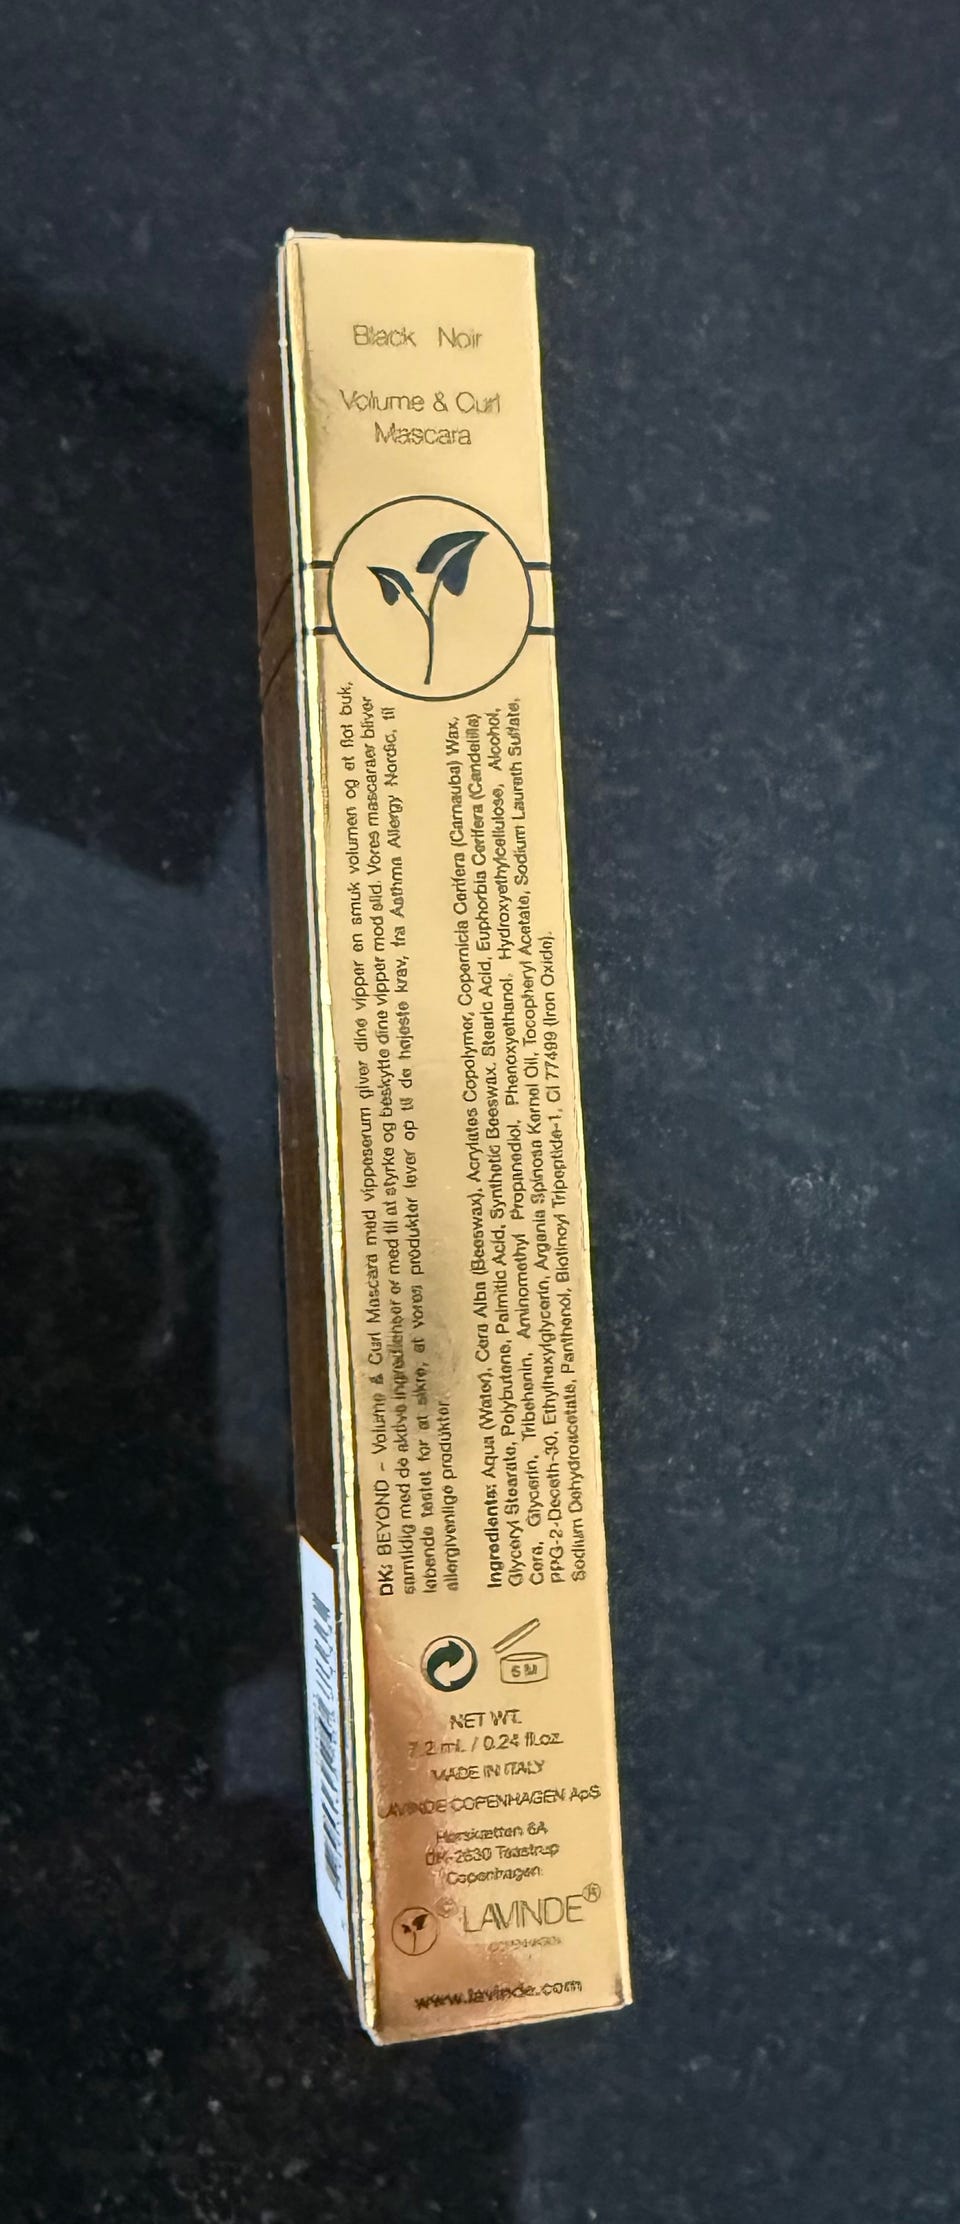 Black Noir
Volume & Curl
Mascara
DK: BEYOND - Volume & Curl Mascara med vippeserum giver dine vipper en smuk volumen og et flot buk,
samtidig med de aktive ingredienser er med til at styrke og beskytte dine vipper mod slid. Vores mascaraer bliver
løbende testet for at sikre, at vores produkter lever op til de højeste krav, fra Asthma Allergy Nordic, til
allergivenlige produkter.
Ingredients: Aqua (Water), Cera Alba (Beeswax), Acrylates Copolymer, Copernicia Cerifera (Carnauba) Wax,
Glyceryl Stearate, Polybutene, Palmitic Acid, Synthetic Beeswax, Stearic Acid, Euphorbia Cerifera (Candelilla)
Cera, Glycerin, Tribehenin, Aminomethyl Propanediol, Phenoxyethanol, Hydroxyethylcellulose, Alcohol,
PPG-2-Deceth-30, Ethylhexylglycerin, Argania Spinosa Kernel Oil, Tocopheryl Acetate, Sodium Laureth Sulfate,
Sodium Dehydroacetate, Panthenol, Biotinoyl Tripeptide-1, CI 77499 (Iron Oxide).
6 M
NET WT.
7.2 mL / 0.24 fl.oz
MADE IN ITALY
LAVINDE COPENHAGEN ApS
Hørskætten 6A
DK-2630 Taastrup
Copenhagen
LAVINDE®
COPENHAGEN
www.lavinde.com